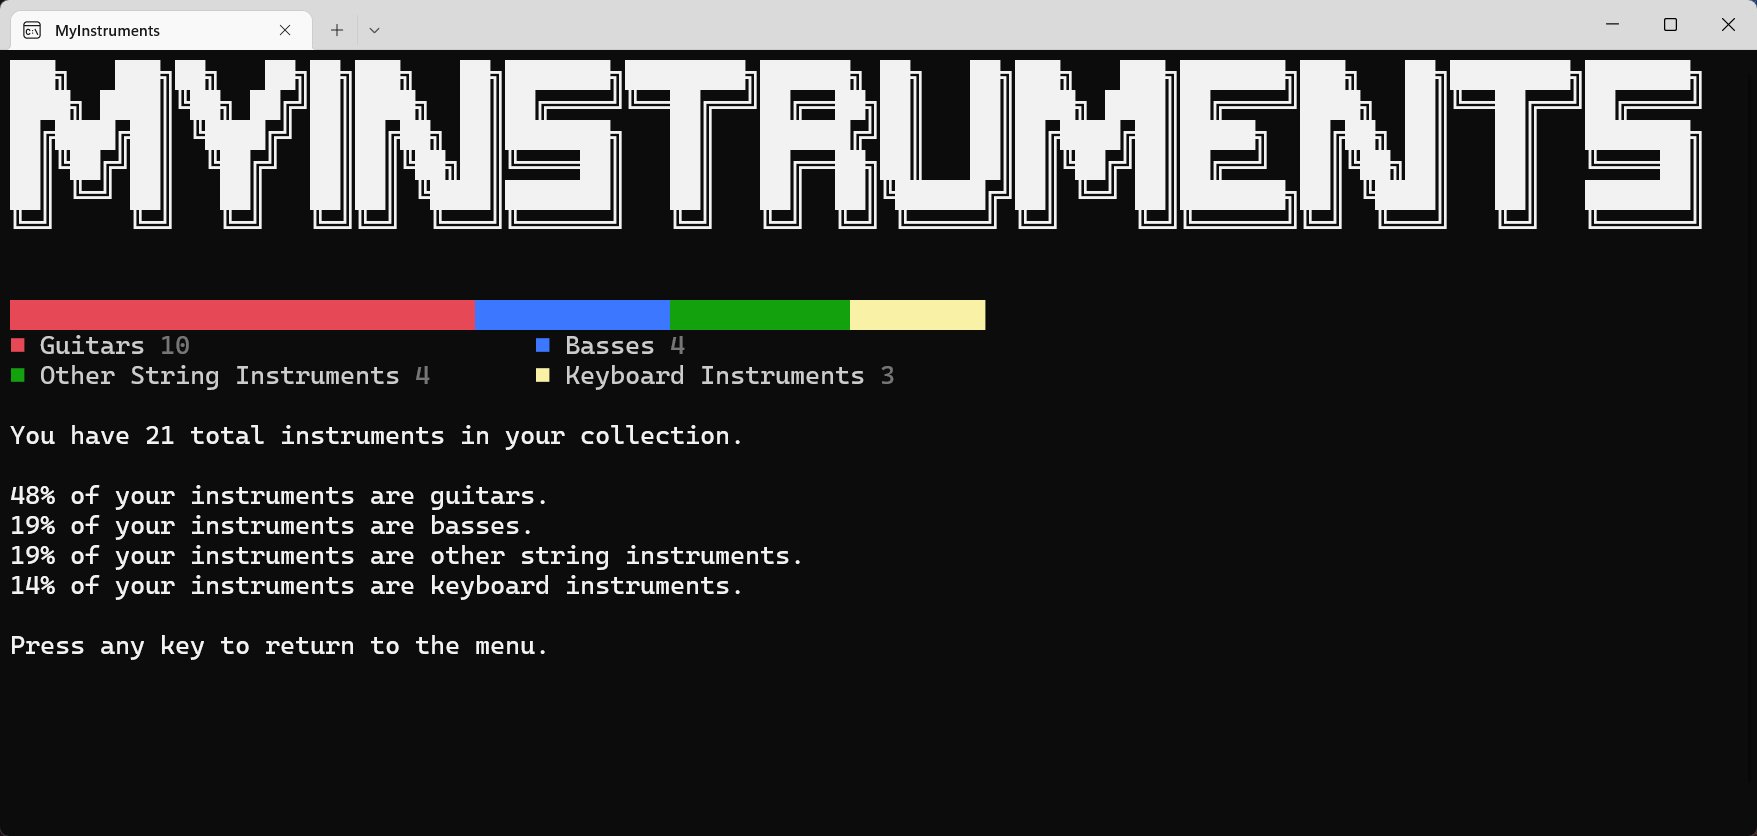 MyInstruments
MYINSTRUMENTS
Guitars 10
Basses 4
Other String Instruments 4
Keyboard Instruments 3
You have 21 total instruments in your collection.
48% of your instruments are guitars.
19% of your instruments are basses.
19% of your instruments are other string instruments.
14% of your instruments are keyboard instruments.
Press any key to return to the menu.